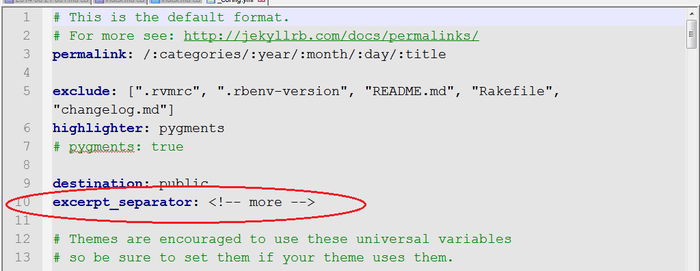 1 # This is the default format.
2 # For more see: http://jekyllrb.com/docs/permalinks/
3 permalink: /:categories/:year/:month/:day/:title
4
5 exclude: [".rvmrc", ".rbenv-version", "README.md", "Rakefile",
"changelog.md"]
6 highlighter: pygments
7 # pygments: true
8
9 destination: public
10 excerpt_separator: <!-- more -->
11
12 # Themes are encouraged to use these universal variables
13 # so be sure to set them if your theme uses them.